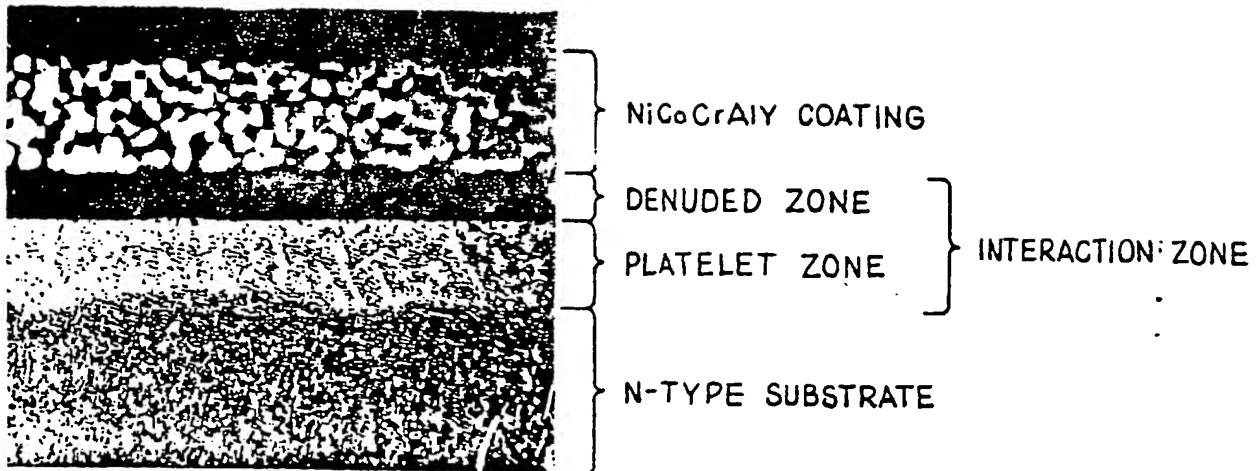 NiCoCrAlY COATING
DENUDED ZONE
PLATELET ZONE
INTERACTION ZONE
N-TYPE SUBSTRATE